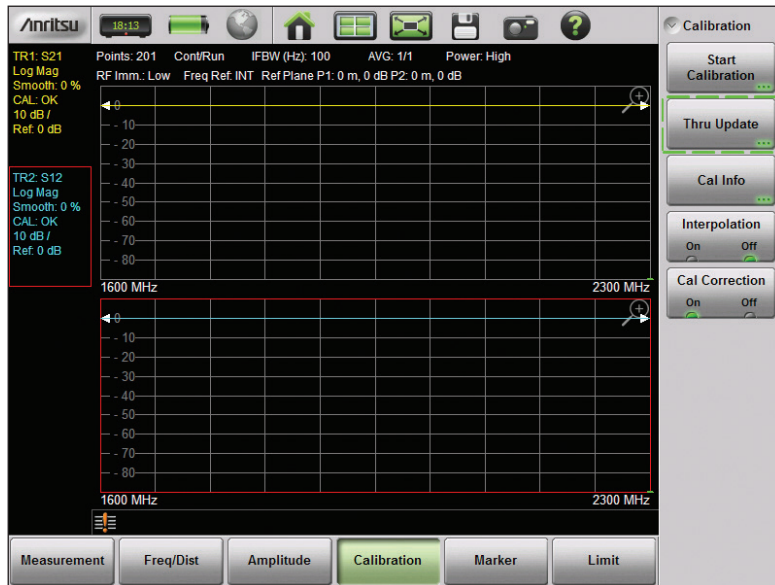 Anritsu
18:13
?
Calibration
TR1: S21
Log Mag
Smooth: 0 %
CAL: OK
10 dB /
Ref: 0 dB
Points: 201 Cont/Run IFBW (Hz): 100 AVG: 1/1 Power: High
RF Imm.: Low Freq Ref: INT Ref Plane P1: 0 m, 0 dB P2: 0 m, 0 dB
0
- 10
- 20
- 30
- 40
- 50
- 60
- 70
- 80
1600 MHz 2300 MHz
TR2: S12
Log Mag
Smooth: 0 %
CAL: OK
10 dB /
Ref: 0 dB
0
- 10
- 20
- 30
- 40
- 50
- 60
- 70
- 80
1600 MHz 2300 MHz
Start
Calibration
Thru Update
Cal Info
Interpolation
On Off
Cal Correction
On Off
Measurement Freq/Dist Amplitude Calibration Marker Limit